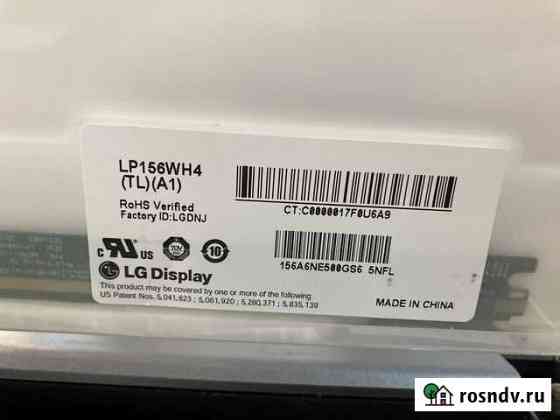 LP156WH4
(TL)(A1)
RoHS Verified
Factory ID:LGDNJ
CT:C0000017F0U6A9
156A6NE500GS6 5NFL
LG Display
This product may be covered by one or more of the following
US Patent Nos. 5,041,823 ; 5,061,920 ; 5,280,371 ; 5,835,139
MADE IN CHINA
rosndv.ru